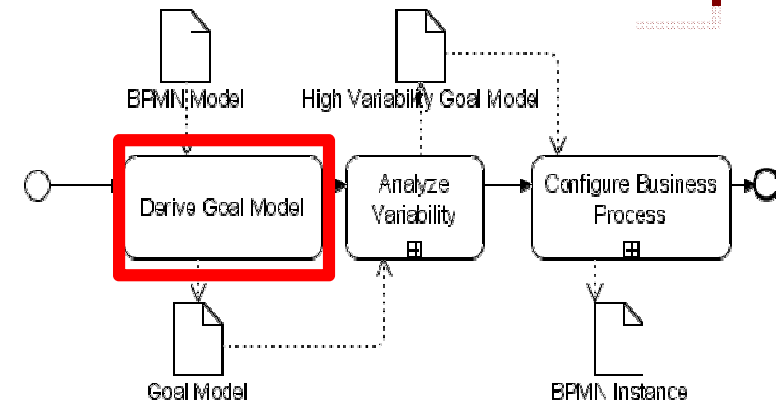 BPMN Model
High Variability Goal Model
Derive Goal Model
Analyze
Variability
Configure Business
Process
Goal Model
BPMN Instance